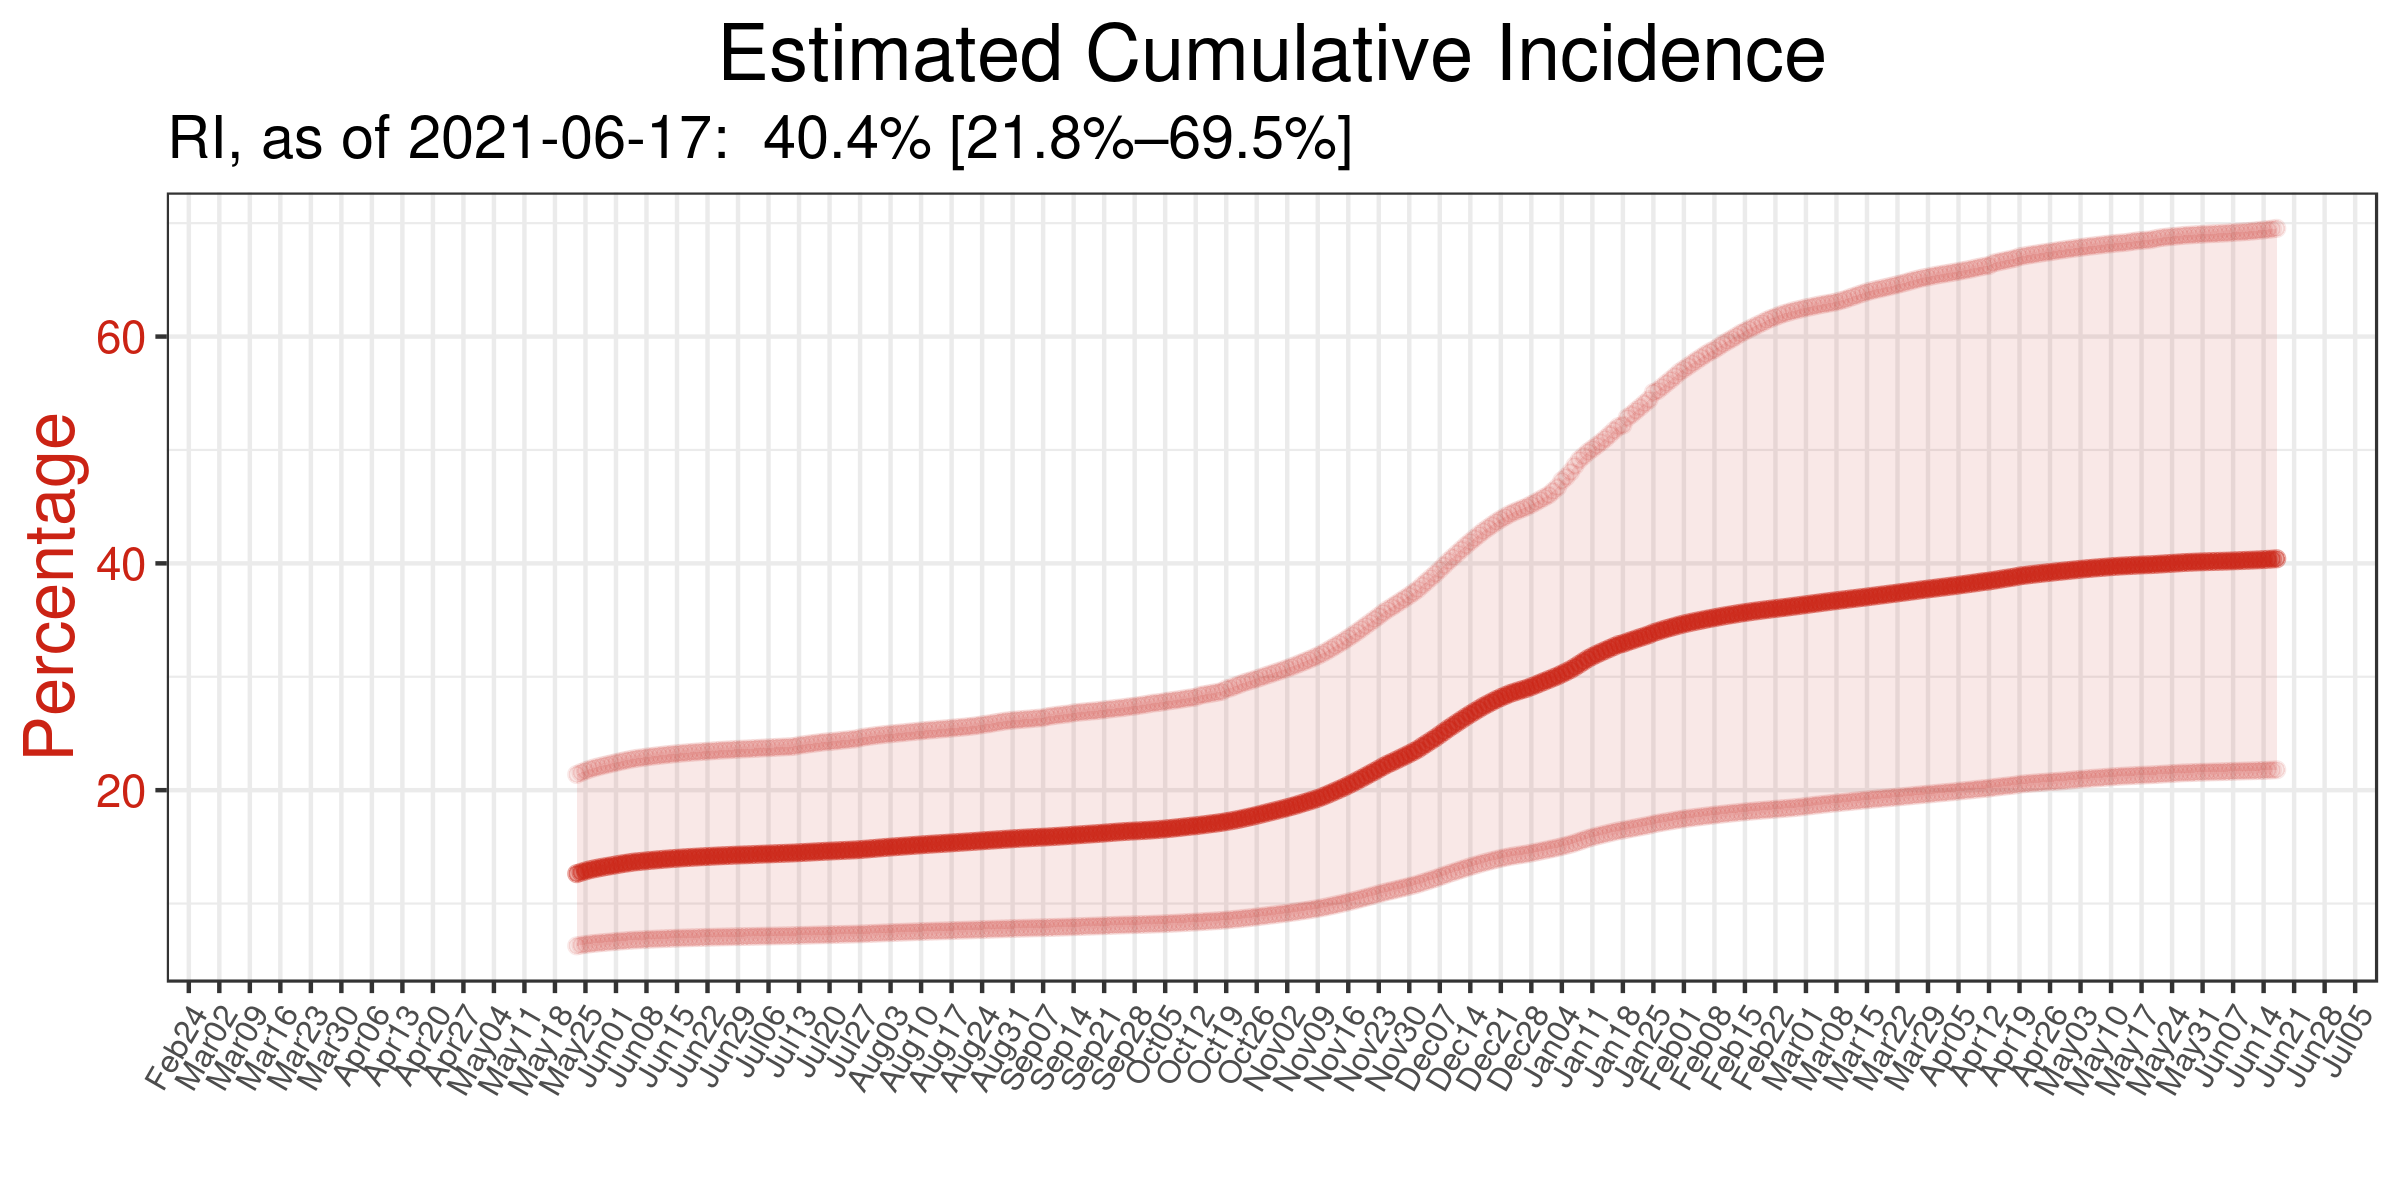 Estimated Cumulative Incidence
RI, as of 2021-06-17:  40.4% [21.8%–69.5%]
Percentage
60
40
20
Feb24
Mar02
Mar09
Mar16
Mar23
Mar30
Apr06
Apr13
Apr20
Apr27
May04
May11
May18
May25
Jun01
Jun08
Jun15
Jun22
Jun29
Jul06
Jul13
Jul20
Jul27
Aug03
Aug10
Aug17
Aug24
Aug31
Sep07
Sep14
Sep21
Sep28
Oct05
Oct12
Oct19
Oct26
Nov02
Nov09
Nov16
Nov23
Nov30
Dec07
Dec14
Dec21
Dec28
Jan04
Jan11
Jan18
Jan25
Feb01
Feb08
Feb15
Feb22
Mar01
Mar08
Mar15
Mar22
Mar29
Apr05
Apr12
Apr19
Apr26
May03
May10
May17
May24
May31
Jun07
Jun14
Jun21
Jun28
Jul05